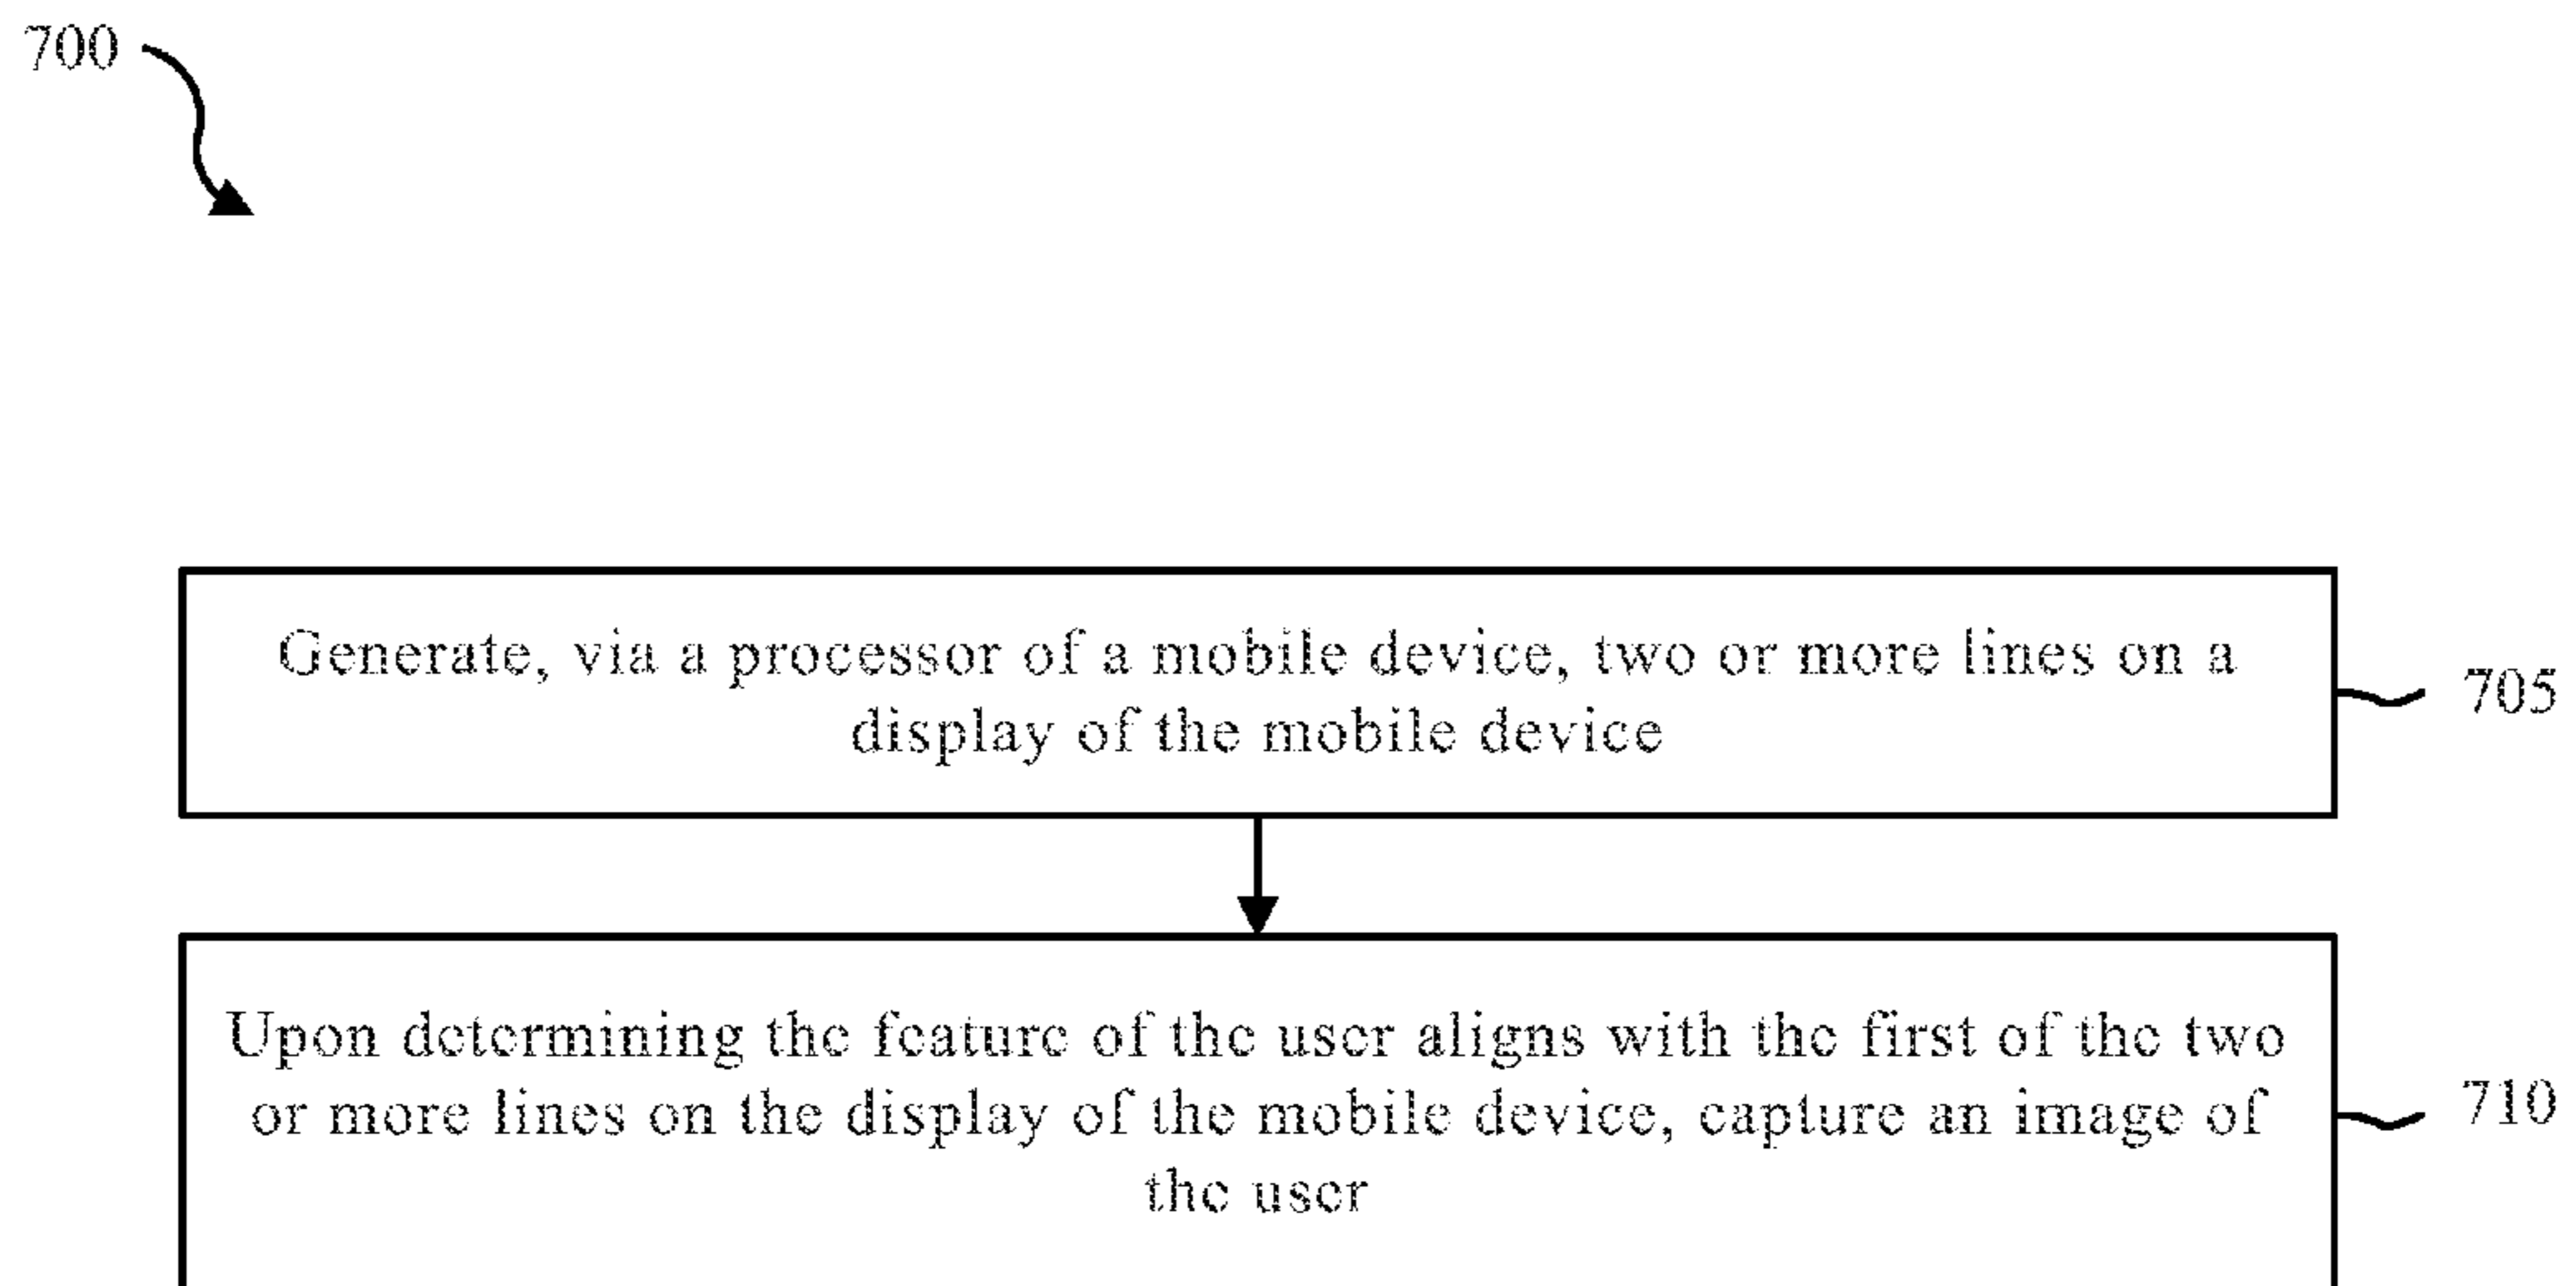 700
Generate, via a processor of a mobile device, two or more lines on a
display of the mobile device
705
Upon determining the feature of the user aligns with the first of the two
or more lines on the display of the mobile device, capture an image of
the user
710